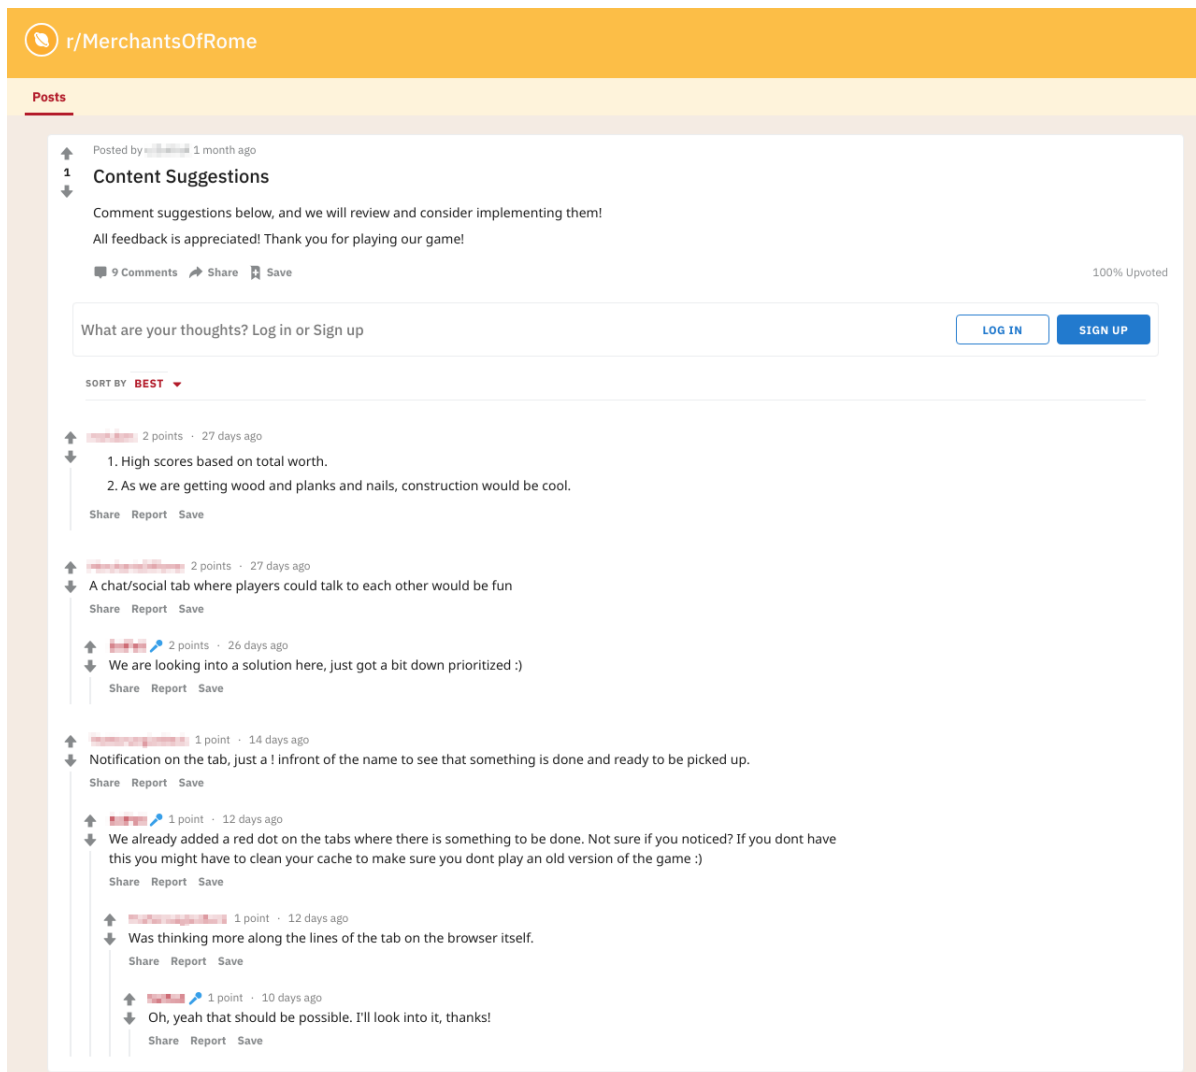 r/MerchantsOfRome
Posts
Posted by 1 month ago
1
Content Suggestions
Comment suggestions below, and we will review and consider implementing them!
All feedback is appreciated! Thank you for playing our game!
9 Comments Share Save 100% Upvoted
What are your thoughts? Log in or Sign up LOG IN SIGN UP
SORT BY BEST
2 points · 27 days ago
1. High scores based on total worth.
2. As we are getting wood and planks and nails, construction would be cool.
Share Report Save
2 points · 27 days ago
A chat/social tab where players could talk to each other would be fun
Share Report Save
2 points · 26 days ago
We are looking into a solution here, just got a bit down prioritized :)
Share Report Save
1 point · 14 days ago
Notification on the tab, just a ! infront of the name to see that something is done and ready to be picked up.
Share Report Save
1 point · 12 days ago
We already added a red dot on the tabs where there is something to be done. Not sure if you noticed? If you dont have
this you might have to clean your cache to make sure you dont play an old version of the game :)
Share Report Save
1 point · 12 days ago
Was thinking more along the lines of the tab on the browser itself.
Share Report Save
1 point · 10 days ago
Oh, yeah that should be possible. I'll look into it, thanks!
Share Report Save